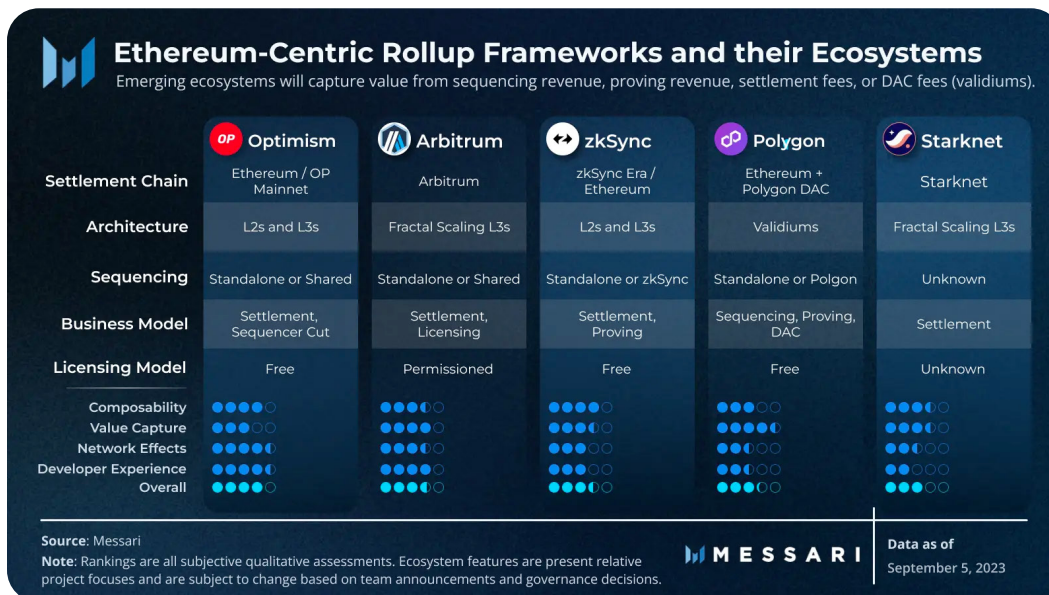 Ethereum-Centric Rollup Frameworks and their Ecosystems
Emerging ecosystems will capture value from sequencing revenue, proving revenue, settlement fees, or DAC fees (validiums).
OP Optimism Arbitrum zkSync Polygon Starknet
Settlement Chain
Ethereum / OP
Mainnet
Arbitrum
zkSync Era /
Ethereum
Ethereum +
Polygon DAC
Starknet
Architecture L2s and L3s Fractal Scaling L3s L2s and L3s Validiums Fractal Scaling L3s
Sequencing Standalone or Shared Standalone or Shared Standalone or zkSync Standalone or Polgon Unknown
Business Model
Settlement,
Sequencer Cut
Settlement,
Licensing
Settlement,
Proving
Sequencing, Proving,
DAC
Settlement
Licensing Model Free Permissioned Free Free Unknown
Composability
Value Capture
Network Effects
Developer Experience
Overall
Source: Messari
Note: Rankings are all subjective qualitative assessments. Ecosystem features are present relative
project focuses and are subject to change based on team announcements and governance decisions.
MESSARI
Data as of
September 5, 2023